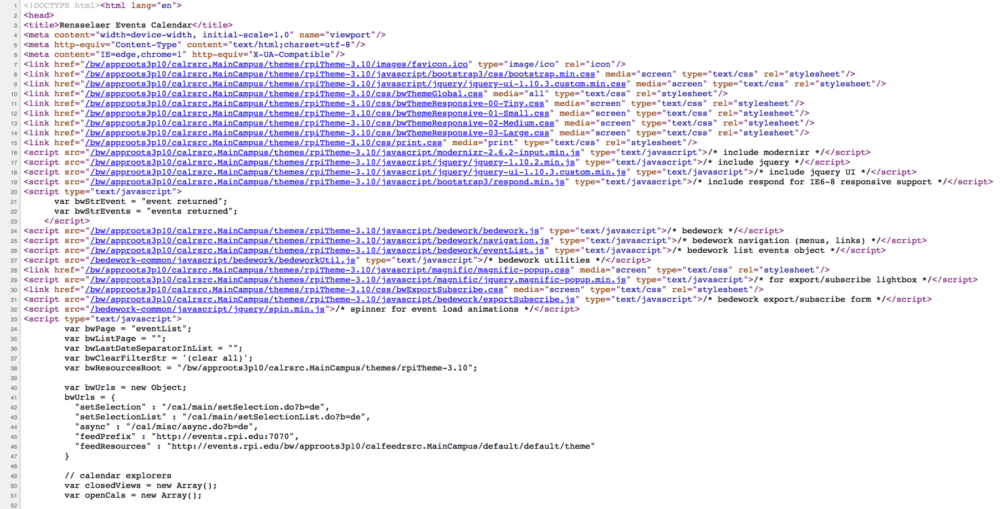 1 <!DOCTYPE html><html lang="en">
2 <head>
3 <title>Rensselaer Events Calendar</title>
4 <meta content="width=device-width, initial-scale=1.0" name="viewport"/>
5 <meta http-equiv="Content-Type" content="text/html;charset=utf-8"/>
6 <meta content="IE=edge,chrome=1" http-equiv="X-UA-Compatible"/>
7 <link href="/bw/approots3p10/calrsrc.MainCampus/themes/rpiTheme-3.10/images/favicon.ico" type="image/ico" rel="icon"/>
8 <link href="/bw/approots3p10/calrsrc.MainCampus/themes/rpiTheme-3.10/javascript/bootstrap3/css/bootstrap.min.css" media="screen" type="text/css" rel="stylesheet"/>
9 <link href="/bw/approots3p10/calrsrc.MainCampus/themes/rpiTheme-3.10/javascript/jquery/jquery-ui-1.10.3.custom.min.css" media="screen" type="text/css" rel="stylesheet"/>
10 <link href="/bw/approots3p10/calrsrc.MainCampus/themes/rpiTheme-3.10/css/bwThemeGlobal.css" media="all" type="text/css" rel="stylesheet"/>
11 <link href="/bw/approots3p10/calrsrc.MainCampus/themes/rpiTheme-3.10/css/bwThemeResponsive-00-Tiny.css" media="screen" type="text/css" rel="stylesheet"/>
12 <link href="/bw/approots3p10/calrsrc.MainCampus/themes/rpiTheme-3.10/css/bwThemeResponsive-01-Small.css" media="screen" type="text/css" rel="stylesheet"/>
13 <link href="/bw/approots3p10/calrsrc.MainCampus/themes/rpiTheme-3.10/css/bwThemeResponsive-02-Medium.css" media="screen" type="text/css" rel="stylesheet"/>
14 <link href="/bw/approots3p10/calrsrc.MainCampus/themes/rpiTheme-3.10/css/bwThemeResponsive-03-Large.css" media="screen" type="text/css" rel="stylesheet"/>
15 <link href="/bw/approots3p10/calrsrc.MainCampus/themes/rpiTheme-3.10/css/print.css" media="print" type="text/css" rel="stylesheet"/>
16 <script src="/bw/approots3p10/calrsrc.MainCampus/themes/rpiTheme-3.10/javascript/modernizr-2.6.2-input.min.js" type="text/javascript">/* include modernizr */</script>
17 <script src="/bw/approots3p10/calrsrc.MainCampus/themes/rpiTheme-3.10/javascript/jquery/jquery-1.10.2.min.js" type="text/javascript">/* include jquery */</script>
18 <script src="/bw/approots3p10/calrsrc.MainCampus/themes/rpiTheme-3.10/javascript/jquery/jquery-ui-1.10.3.custom.min.js" type="text/javascript">/* include jquery UI */</script>
19 <script src="/bw/approots3p10/calrsrc.MainCampus/themes/rpiTheme-3.10/javascript/bootstrap3/respond.min.js" type="text/javascript">/* include respond for IE6-8 responsive support */</script>
20 <script type="text/javascript">
21 var bwStrEvent = "event returned";
22 var bwStrEvents = "events returned";
23 </script>
24 <script src="/bw/approots3p10/calrsrc.MainCampus/themes/rpiTheme-3.10/javascript/bedework/bedework.js" type="text/javascript">/* bedework */</script>
25 <script src="/bw/approots3p10/calrsrc.MainCampus/themes/rpiTheme-3.10/javascript/bedework/navigation.js" type="text/javascript">/* bedework navigation (menus, links) */</script>
26 <script src="/bw/approots3p10/calrsrc.MainCampus/themes/rpiTheme-3.10/javascript/bedework/eventList.js" type="text/javascript">/* bedework list events object */</script>
27 <script src="/bedework-common/javascript/bedework/bedeworkUtil.js" type="text/javascript">/* bedework utilities */</script>
28 <link href="/bw/approots3p10/calrsrc.MainCampus/themes/rpiTheme-3.10/javascript/magnific/magnific-popup.css" media="screen" type="text/css" rel="stylesheet"/>
29 <script src="/bw/approots3p10/calrsrc.MainCampus/themes/rpiTheme-3.10/javascript/magnific/jquery.magnific-popup.min.js" type="text/javascript">/* for export/subscribe lightbox */</script>
30 <link href="/bw/approots3p10/calrsrc.MainCampus/themes/rpiTheme-3.10/css/bwExportSubscribe.css" media="screen" type="text/css" rel="stylesheet"/>
31 <script src="/bw/approots3p10/calrsrc.MainCampus/themes/rpiTheme-3.10/javascript/bedework/exportSubscribe.js" type="text/javascript">/* bedework export/subscribe form */</script>
32 <script src="/bedework-common/javascript/jquery/spin.min.js">/* spinner for event load animations */</script>
33 <script type="text/javascript">
34 var bwPage = "eventList";
35 var bwListPage = "";
36 var bwLastDateSeparatorInList = "";
37 var bwClearFilterStr = '(clear all)';
38 var bwResourcesRoot = "/bw/approots3p10/calrsrc.MainCampus/themes/rpiTheme-3.10";
39
40 var bwUrls = new Object;
41 bwUrls = {
42 "setSelection" : "/cal/main/setSelection.do?b=de",
43 "setSelectionList" : "/cal/main/setSelectionList.do?b=de",
44 "async" : "/cal/misc/async.do?b=de",
45 "feedPrefix" : "http://events.rpi.edu:7070",
46 "feedResources" : "http://events.rpi.edu/bw/approots3p10/calfeedrsrc.MainCampus/default/default/theme"
47 }
48
49 // calendar explorers
50 var closedViews = new Array();
51 var openCals = new Array();
52